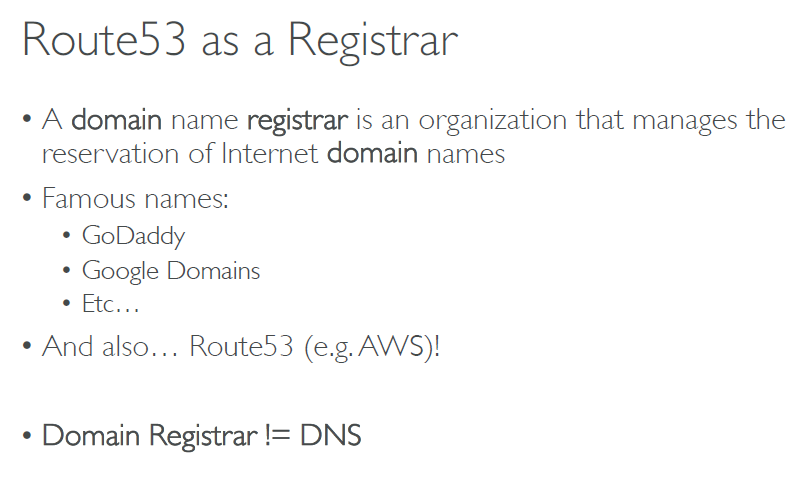 Route53 as a Registrar
• A domain name registrar is an organization that manages the
reservation of Internet domain names
• Famous names:
• GoDaddy
• Google Domains
• Etc…
• And also… Route53 (e.g. AWS)!
• Domain Registrar != DNS